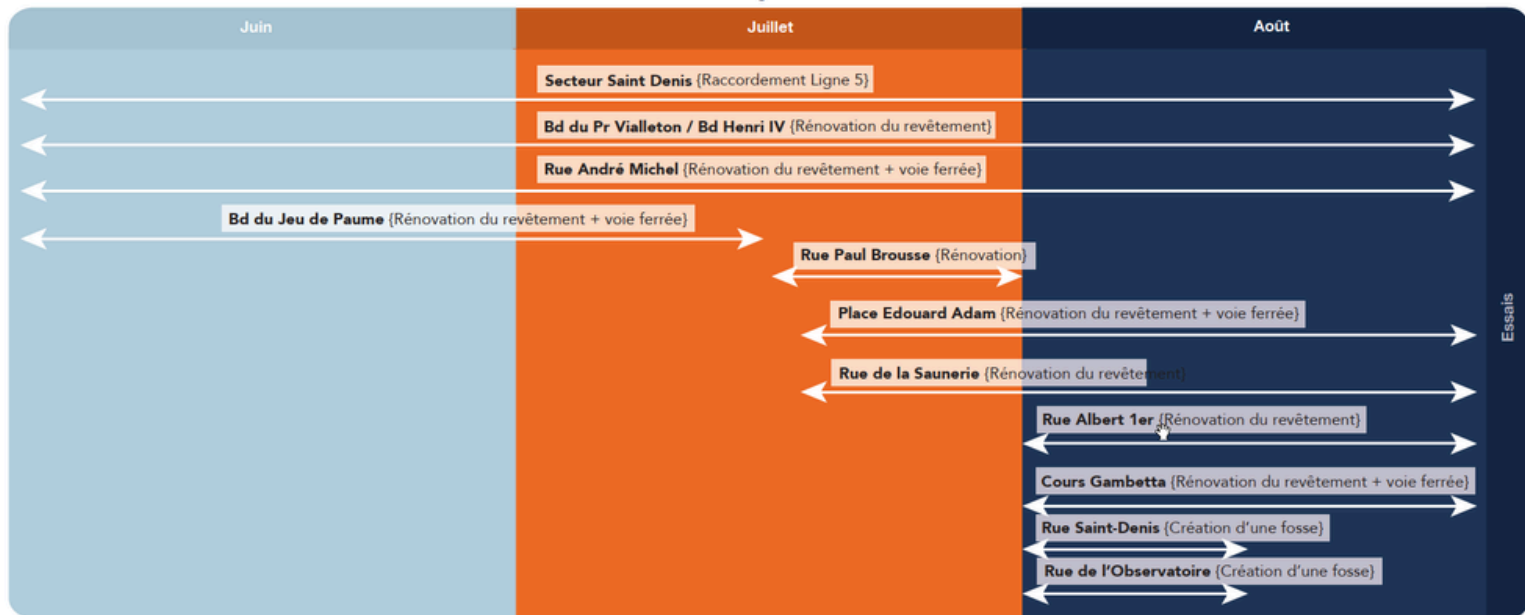 Juin Juillet Août
Secteur Saint Denis {Raccordement Ligne 5}
Bd du Pr Vialleton / Bd Henri IV {Rénovation du revêtement}
Rue André Michel {Rénovation du revêtement + voie ferrée}
Bd du Jeu de Paume {Rénovation du revêtement + voie ferrée}
Rue Paul Brousse {Rénovation}
Place Edouard Adam {Rénovation du revêtement + voie ferrée}
Rue de la Saunerie {Rénovation du revêtement}
Rue Albert 1er {Rénovation du revêtement}
Cours Gambetta {Rénovation du revêtement + voie ferrée}
Rue Saint-Denis {Création d’une fosse}
Rue de l’Observatoire {Création d’une fosse}
Essais